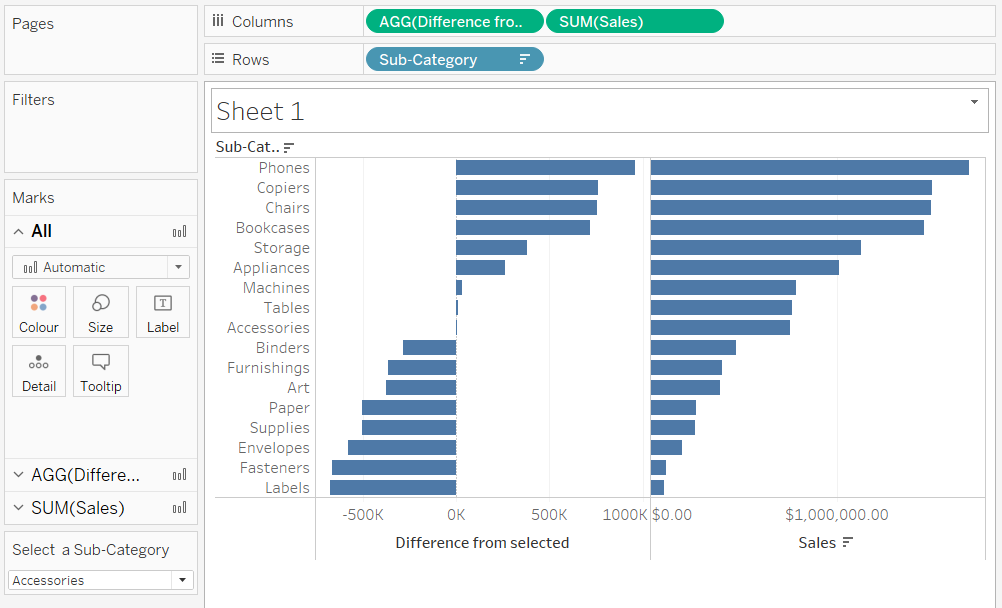 Pages
Columns
AGG(Difference fro..
SUM(Sales)
Rows
Sub-Category
Filters
Sheet 1
Sub-Cat..
Marks
All
Automatic
Colour
Size
Label
Detail
Tooltip
AGG(Differe...
SUM(Sales)
Select a Sub-Category
Accessories
Phones
Copiers
Chairs
Bookcases
Storage
Appliances
Machines
Tables
Accessories
Binders
Furnishings
Art
Paper
Supplies
Envelopes
Fasteners
Labels
-500K 0K 500K 1000K $0.00 $1,000,000.00
Difference from selected
Sales